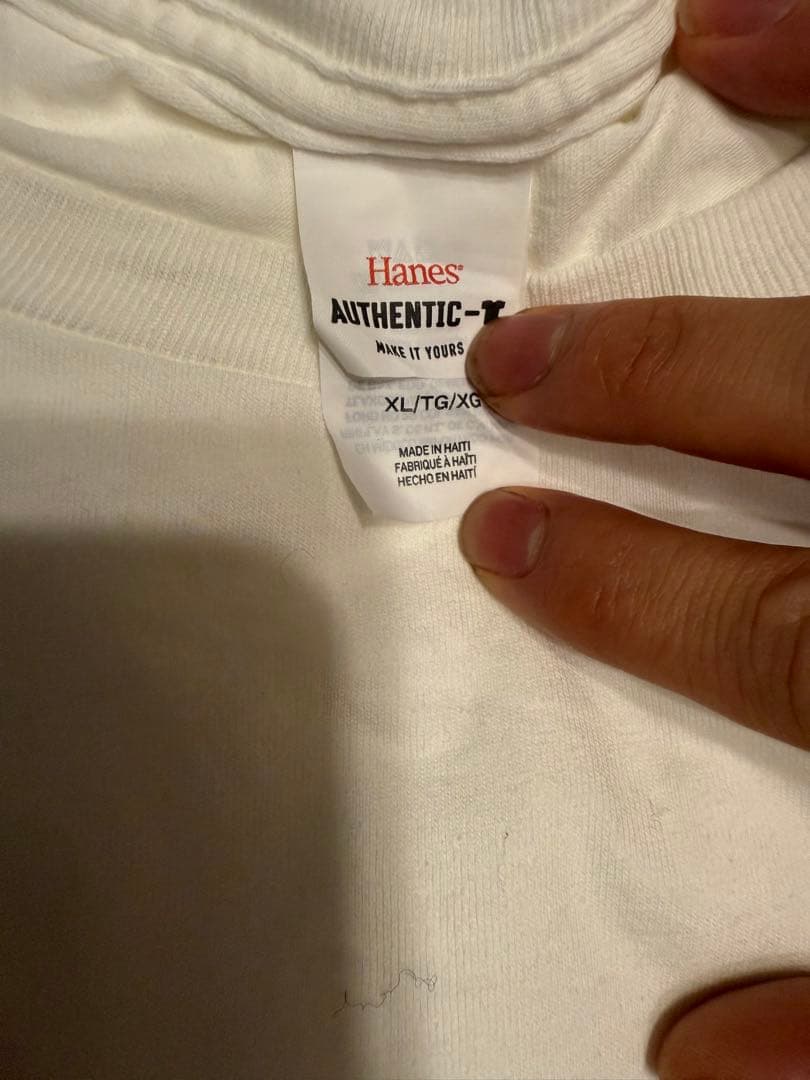 Hanes®
AUTHENTIC-
MAKE IT YOURS
XL/TG/XG
MADE IN HAITI
FABRIQUÉ À HAÏTI
HECHO EN HAITÍ